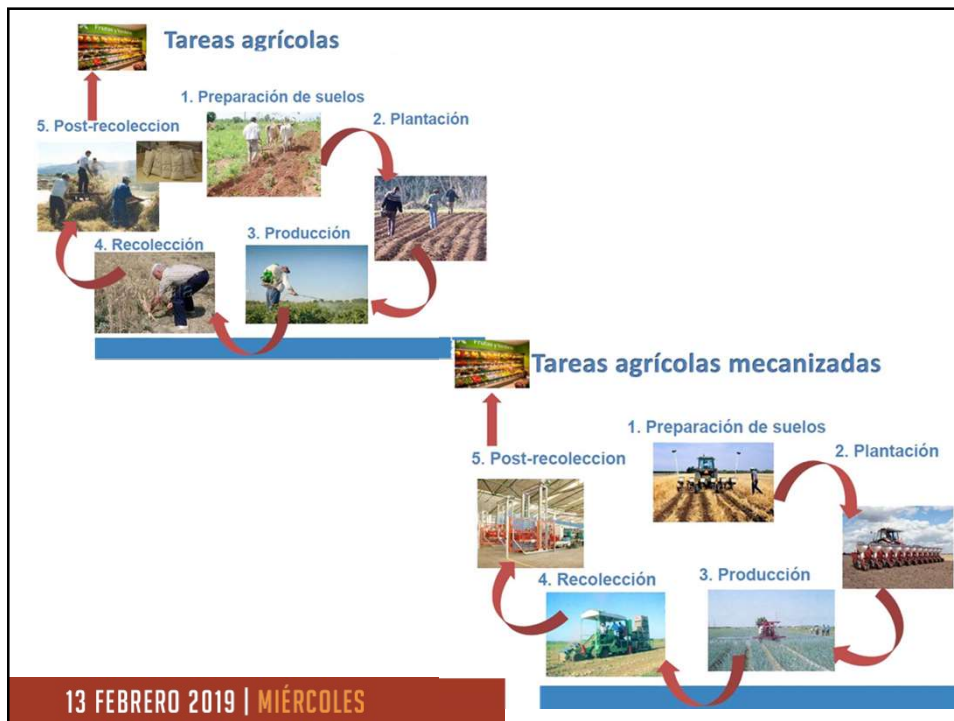 Tareas agrícolas
1. Preparación de suelos
2. Plantación
3. Producción
4. Recolección
5. Post-recoleccion
Tareas agrícolas mecanizadas
1. Preparación de suelos
2. Plantación
3. Producción
4. Recolección
5. Post-recoleccion
13 FEBRERO 2019 | MIÉRCOLES